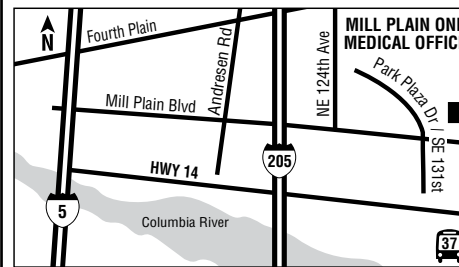 MILL PLAIN ONE
MEDICAL OFFIC
N
Fourth Plain
Andresen Rd
NE 124th Ave
Park Plaza Dr / SE 131st
Mill Plain Blvd
HWY 14
205
5
Columbia River
37